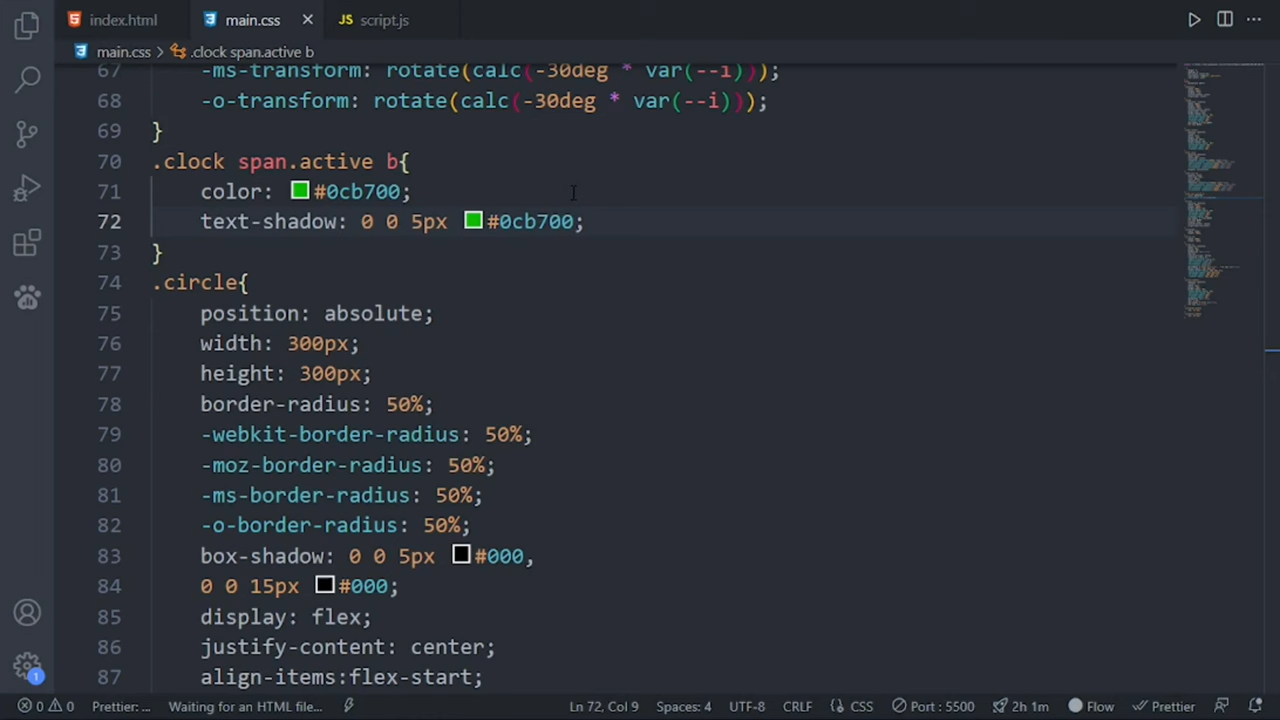 index.html
main.css
JS script.js
main.css > .clock span.active b
67 -ms-transform: rotate(calc(-30deg * var(--i)));
68 -o-transform: rotate(calc(-30deg * var(--i)));
69 }
70 .clock span.active b{
71 color: #0cb700;
72 text-shadow: 0 0 5px #0cb700;
73 }
74 .circle{
75 position: absolute;
76 width: 300px;
77 height: 300px;
78 border-radius: 50%;
79 -webkit-border-radius: 50%;
80 -moz-border-radius: 50%;
81 -ms-border-radius: 50%;
82 -o-border-radius: 50%;
83 box-shadow: 0 0 5px #000,
84 0 0 15px #000;
85 display: flex;
86 justify-content: center;
87 align-items:flex-start;
1
0 0 Prettier: ... Waiting for an HTML file... Ln 72, Col 9 Spaces: 4 UTF-8 CRLF {} CSS Port : 5500 2h 1m Flow Prettier